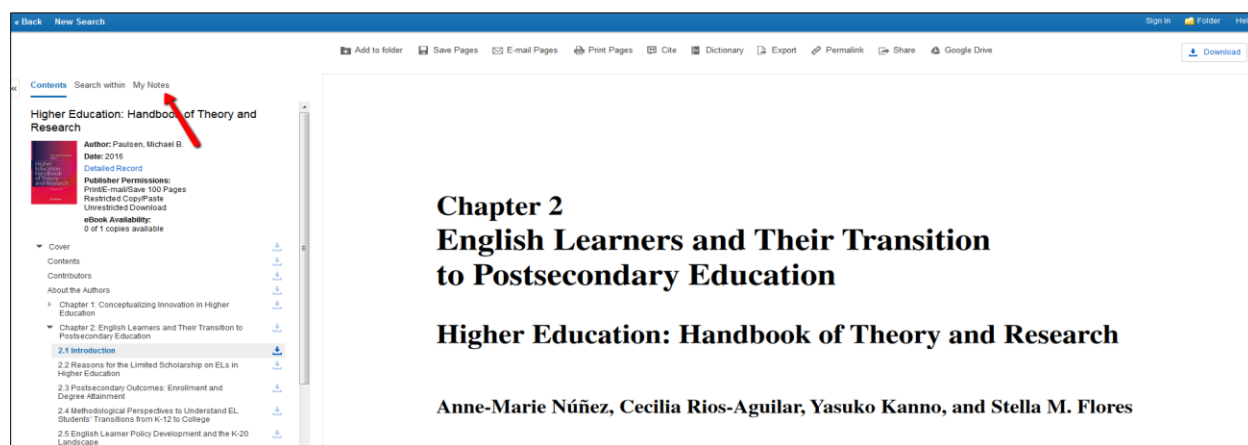 « Back New Search Sign In Folder Hel
Add to folder Save Pages E-mail Pages Print Pages Cite Dictionary Export Permalink Share Google Drive Download
« Contents Search within My Notes
Higher Education: Handbook of Theory and
Research
Higher
Education:
Handbook
of Theory
and Research
Author: Paulsen, Michael B.
Date: 2016
Detailed Record
Publisher Permissions:
Print/E-mail/Save 100 Pages
Restricted Copy/Paste
Unrestricted Download
eBook Availability:
0 of 1 copies available
Cover
Contents
Contributors
About the Authors
Chapter 1: Conceptualizing Innovation in Higher
Education
Chapter 2: English Learners and Their Transition to
Postsecondary Education
2.1 Introduction
2.2 Reasons for the Limited Scholarship on ELs in
Higher Education
2.3 Postsecondary Outcomes: Enrollment and
Degree Attainment
2.4 Methodological Perspectives to Understand EL
Students' Transitions from K-12 to College
2.5 English Learner Policy Development and the K-20
Landscape
Chapter 2
English Learners and Their Transition
to Postsecondary Education
Higher Education: Handbook of Theory and Research
Anne-Marie Núñez, Cecilia Rios-Aguilar, Yasuko Kanno, and Stella M. Flores